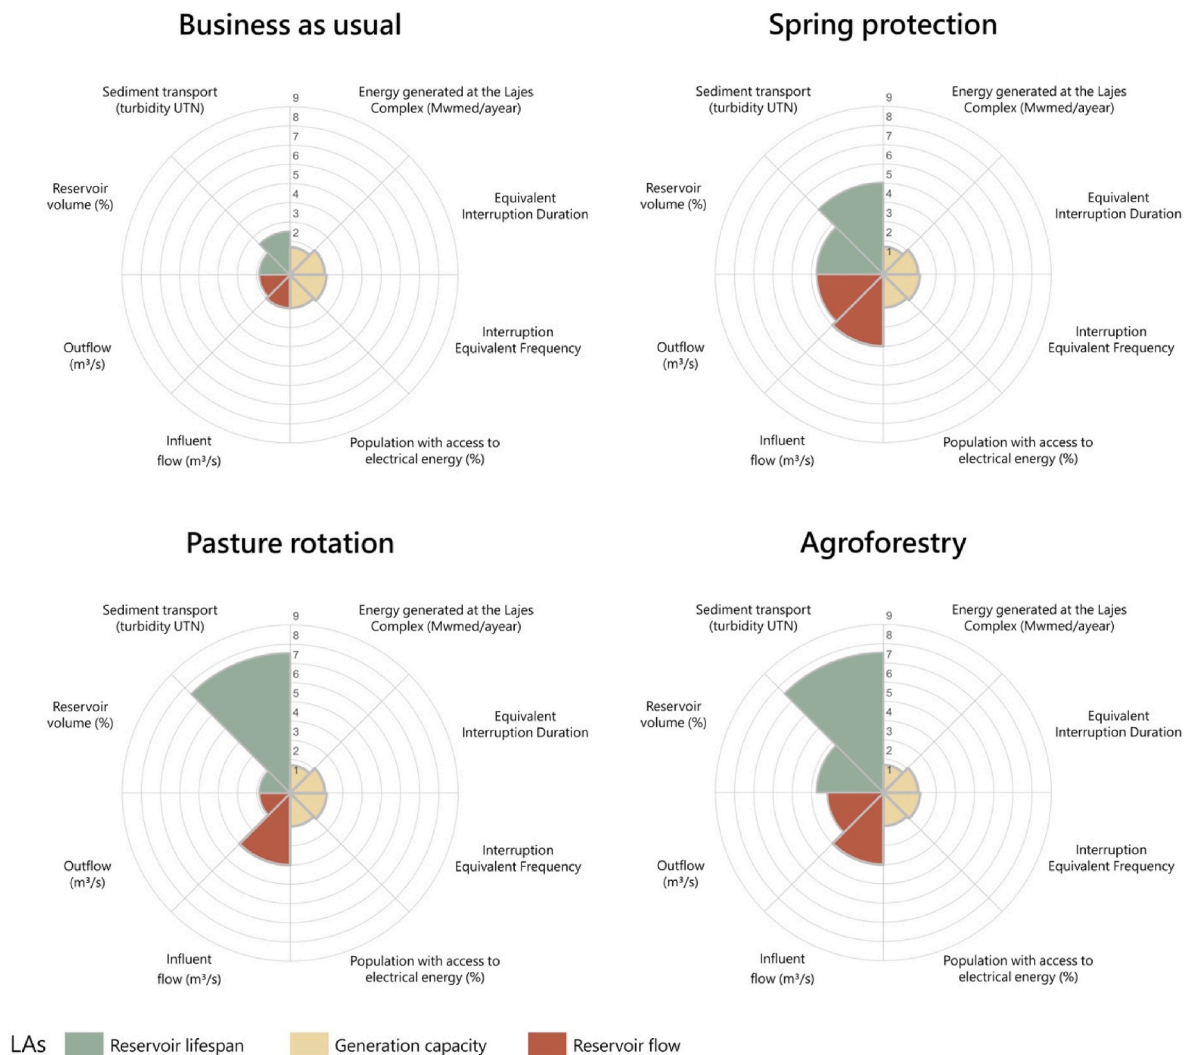 Business as usual
Sediment transport
(turbidity UTN)
Energy generated at the Lajes
Complex (Mwmed/ayear)
Reservoir
volume (%)
Equivalent
Interruption Duration
Outflow
(m³/s)
Interruption
Equivalent Frequency
Influent
flow (m³/s)
Population with access to
electrical energy (%)
9
8
7
6
5
4
3
2
Spring protection
Sediment transport
(turbidity UTN)
Energy generated at the Lajes
Complex (Mwmed/ayear)
Reservoir
volume (%)
Equivalent
Interruption Duration
Outflow
(m³/s)
Interruption
Equivalent Frequency
Influent
flow (m³/s)
Population with access to
electrical energy (%)
9
8
7
6
5
4
3
2
1
Pasture rotation
Sediment transport
(turbidity UTN)
Energy generated at the Lajes
Complex (Mwmed/ayear)
Reservoir
volume (%)
Equivalent
Interruption Duration
Outflow
(m³/s)
Interruption
Equivalent Frequency
Influent
flow (m³/s)
Population with access to
electrical energy (%)
9
8
7
6
5
4
3
2
1
Agroforestry
Sediment transport
(turbidity UTN)
Energy generated at the Lajes
Complex (Mwmed/ayear)
Reservoir
volume (%)
Equivalent
Interruption Duration
Outflow
(m³/s)
Interruption
Equivalent Frequency
Influent
flow (m³/s)
Population with access to
electrical energy (%)
9
8
7
6
5
4
3
2
1
LAs Reservoir lifespan Generation capacity Reservoir flow